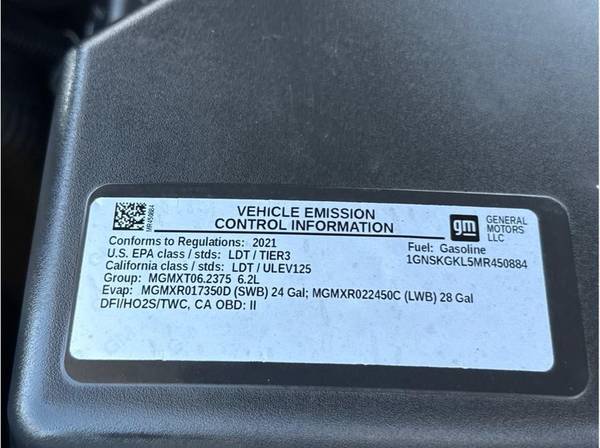 MR450884
VEHICLE EMISSION
CONTROL INFORMATION
gm
GENERAL
MOTORS
LLC
Conforms to Regulations: 2021
Fuel: Gasoline
U.S. EPA class / stds: LDT / TIER3
1GNSKGKL5MR450884
California class / stds: LDT / ULEV125
Group: MGMXT06.2375 6.2L
Evap: MGMXR017350D (SWB) 24 Gal; MGMXR022450C (LWB) 28 Gal
DFI/HO2S/TWC, CA OBD: II